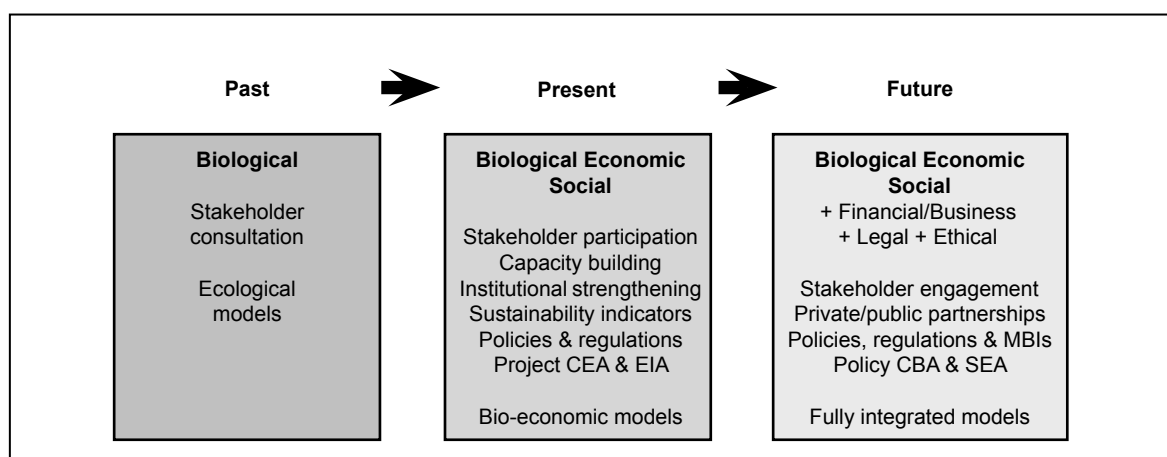 Past
Present
Future
Biological
Stakeholder
consultation
Ecological
models
Biological Economic
Social
Stakeholder participation
Capacity building
Institutional strengthening
Sustainability indicators
Policies & regulations
Project CEA & EIA
Bio-economic models
Biological Economic
Social
+ Financial/Business
+ Legal + Ethical
Stakeholder engagement
Private/public partnerships
Policies, regulations & MBIs
Policy CBA & SEA
Fully integrated models